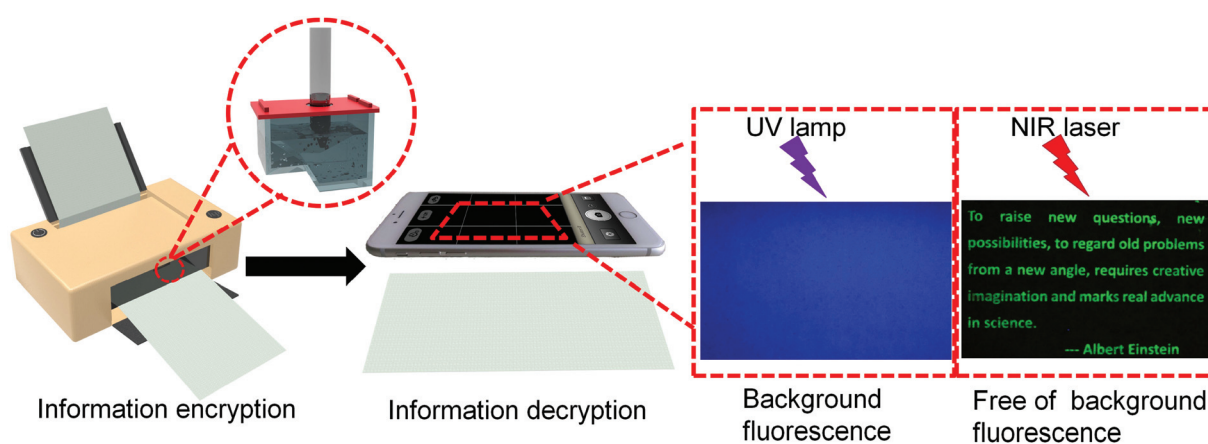 UV lamp
NIR laser
To raise new questions, new
possibilities, to regard old problems
from a new angle, requires creative
imagination and marks real advance
in science.
--- Albert Einstein
Information encryption
Information decryption
Background
fluorescence
Free of background
fluorescence